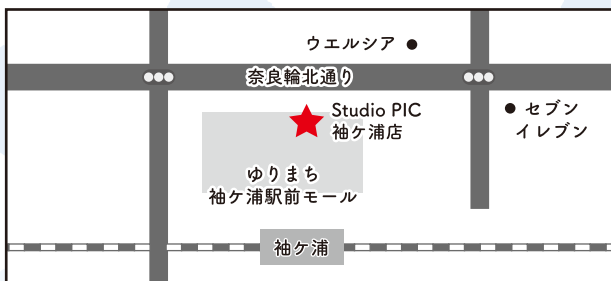 ウエルシア
奈良輪北通り
Studio PIC
袖ケ浦店
セブン
イレブン
ゆりまち
袖ケ浦駅前モール
袖ケ浦